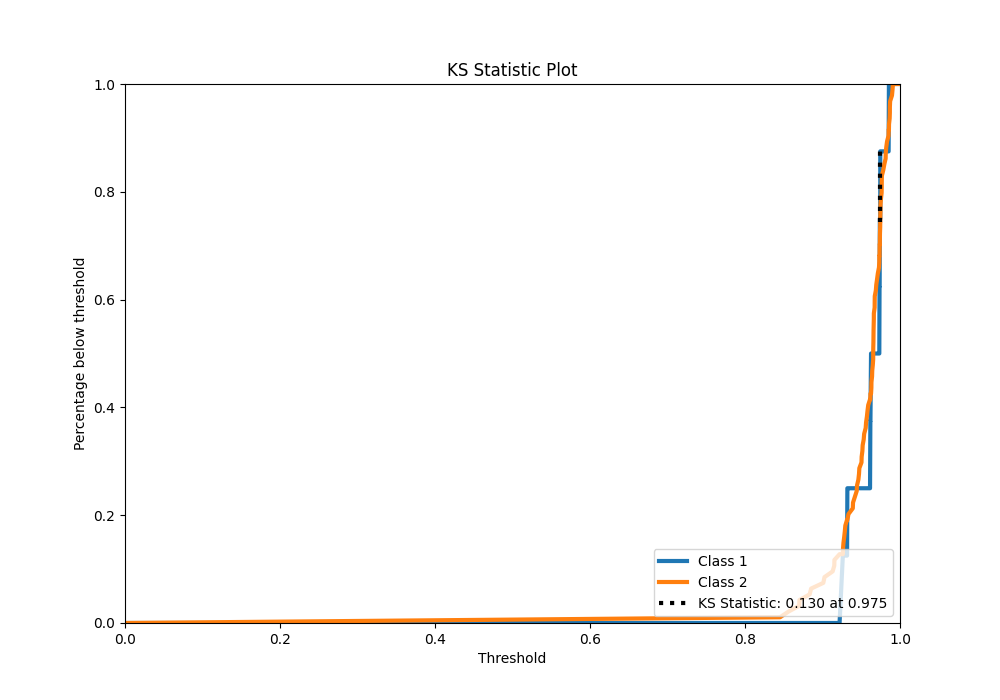 KS Statistic Plot
Percentage below threshold
1.0
0.8
0.6
0.4
0.2
0.0
Class 1
Class 2
KS Statistic: 0.130 at 0.975
0.0 0.2 0.4 0.6 0.8 1.0
Threshold